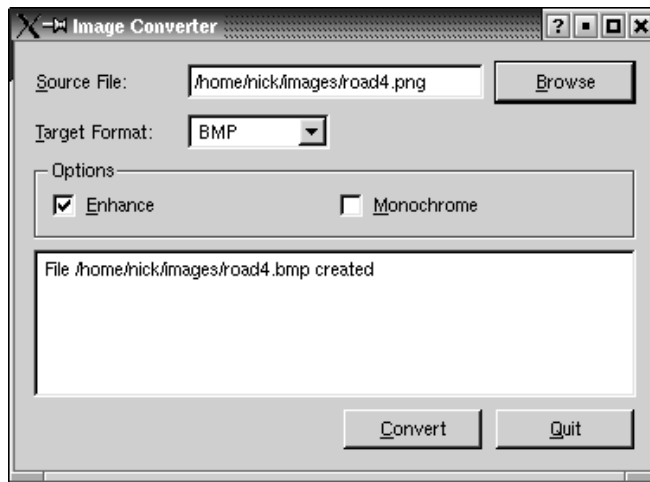 Image Converter
Source File: /home/nick/images/road4.png Browse
Target Format: BMP
Options
Enhance Monochrome
File /home/nick/images/road4.bmp created
Convert Quit